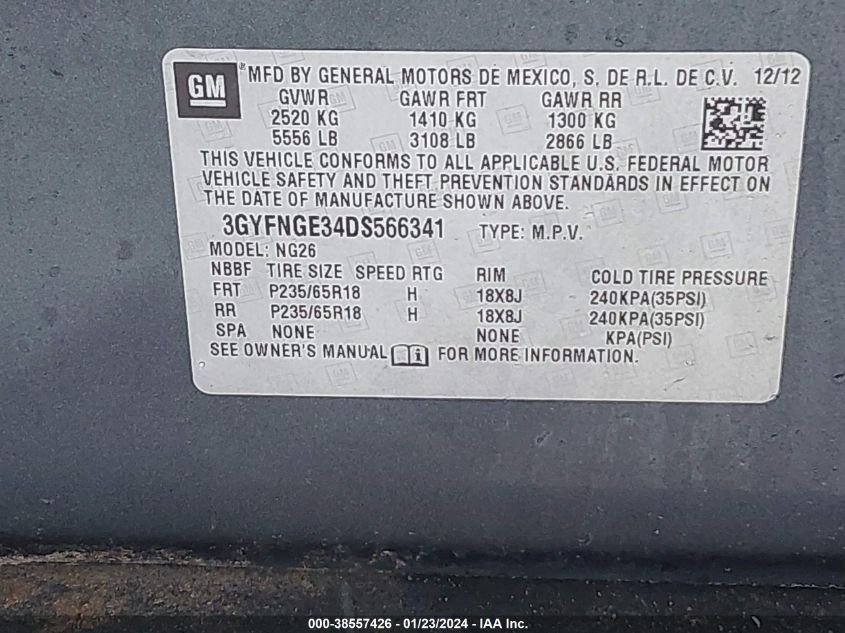 GM ® MFD BY GENERAL MOTORS DE MEXICO, S. DE R.L. DE C.V. 12/12
GVWR GAWR FRT GAWR RR
2520 KG 1410 KG 1300 KG
5556 LB 3108 LB 2866 LB
THIS VEHICLE CONFORMS TO ALL APPLICABLE U.S. FEDERAL MOTOR
VEHICLE SAFETY AND THEFT PREVENTION STANDARDS IN EFFECT ON
THE DATE OF MANUFACTURE SHOWN ABOVE.
3GYFNGE34DS566341 TYPE: M.P.V.
MODEL: NG26
NBBF TIRE SIZE SPEED RTG RIM COLD TIRE PRESSURE
FRT P235/65R18 H 18X8J 240KPA(35PSI)
RR P235/65R18 H 18X8J 240KPA(35PSI)
SPA NONE NONE KPA(PSI)
SEE OWNER'S MANUAL i FOR MORE INFORMATION.
000-38557426 - 01/23/2024 - IAA Inc.